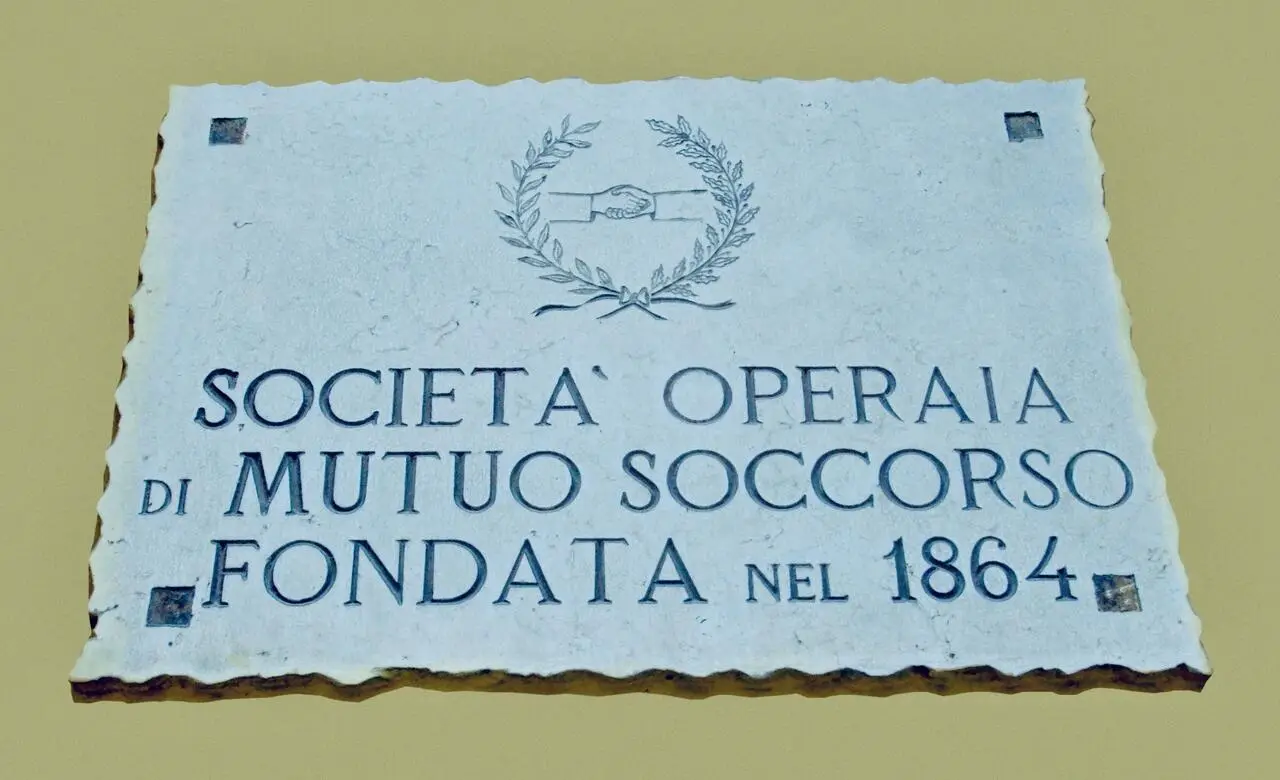 SOCIETA` OPERAIA
DI MUTUO SOCCORSO
FONDATA NEL 1864